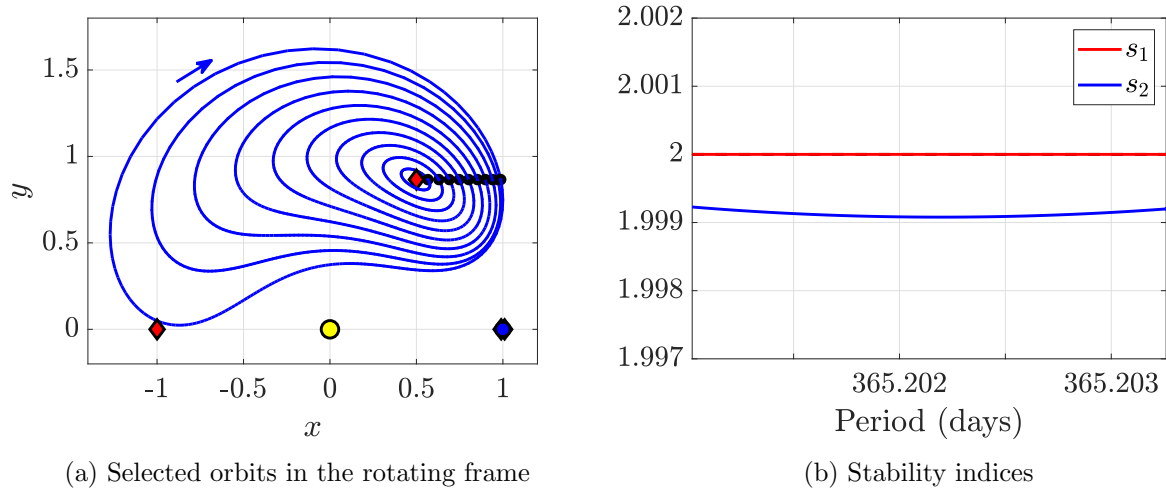 1.5
1
0.5
0
y
-1
-0.5
0
0.5
1
x
(a) Selected orbits in the rotating frame
2.002
2.001
2
1.999
1.998
1.997
s1
s2
365.202
365.203
Period (days)
(b) Stability indices